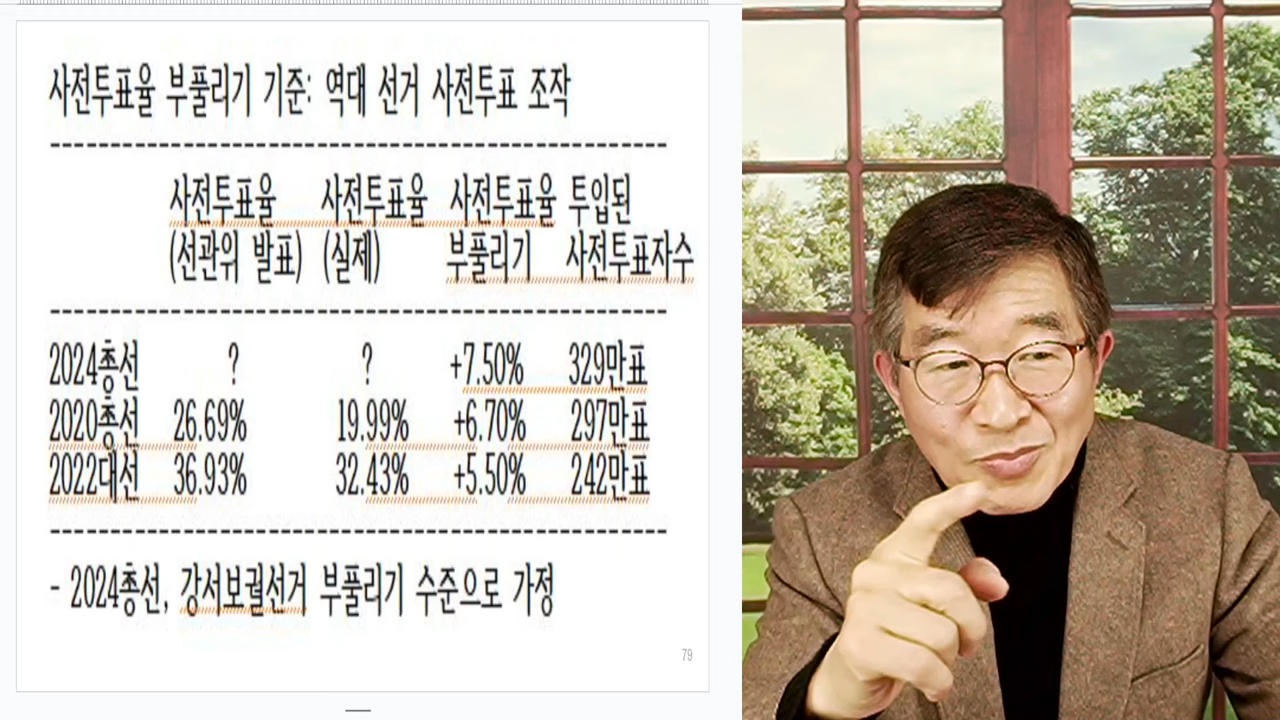 사전투표율 부풀리기 기준: 역대 선거 사전투표 조작
사전투표율 사전투표율 사전투표율 투입된
(선관위 발표) (실제) 부풀리기 사전투표자수
2024총선 ? ? +7.50% 329만표
2020총선 26.69% 19.99% +6.70% 297만표
2022대선 36.93% 32.43% +5.50% 242만표
- 2024총선, 강서보궐선거 부풀리기 수준으로 가정
79